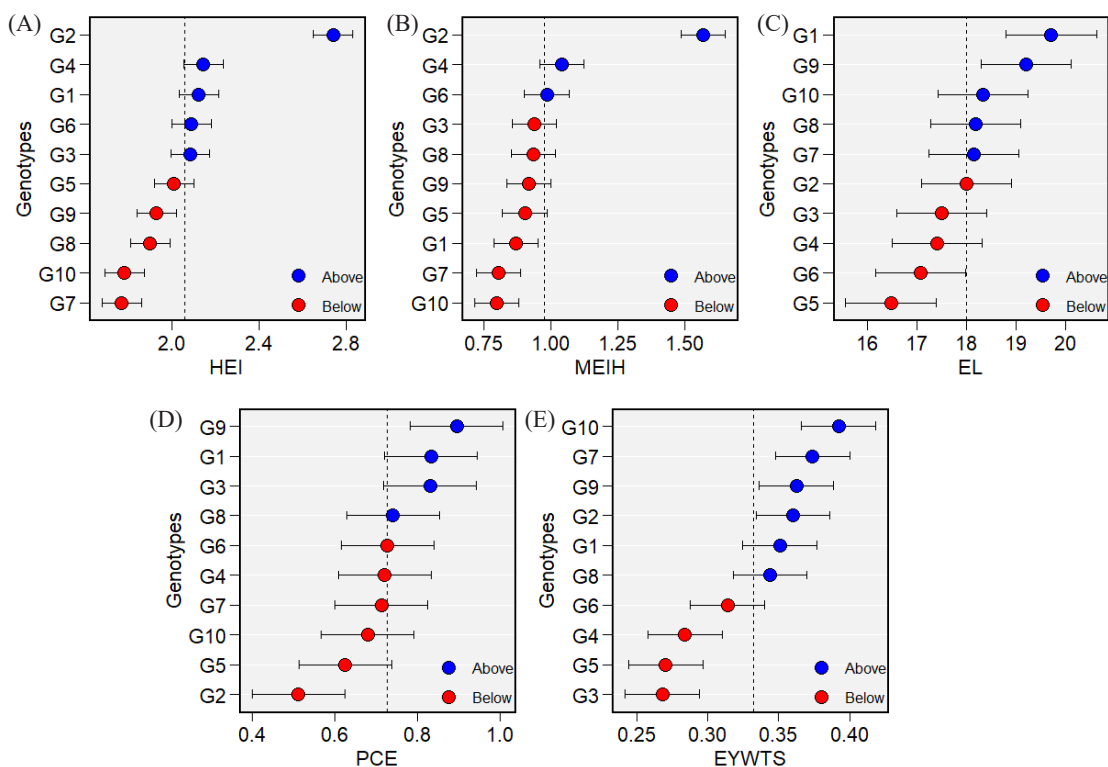 (A)
Genotypes
G2
G4
G1
G6
G3
G5
G9
G8
G10
G7
Above
Below
2.0 2.4 2.8
HEI
(B)
Genotypes
G2
G4
G6
G3
G8
G9
G5
G1
G7
G10
Above
Below
0.75 1.00 1.25 1.50
MEIH
(C)
Genotypes
G1
G9
G10
G8
G7
G2
G3
G4
G6
G5
Above
Below
16 17 18 19 20
EL
(D)
Genotypes
G9
G1
G3
G8
G6
G4
G7
G10
G5
G2
Above
Below
0.4 0.6 0.8 1.0
PCE
(E)
Genotypes
G10
G7
G9
G2
G1
G8
G6
G4
G5
G3
Above
Below
0.25 0.30 0.35 0.40
EYWTS